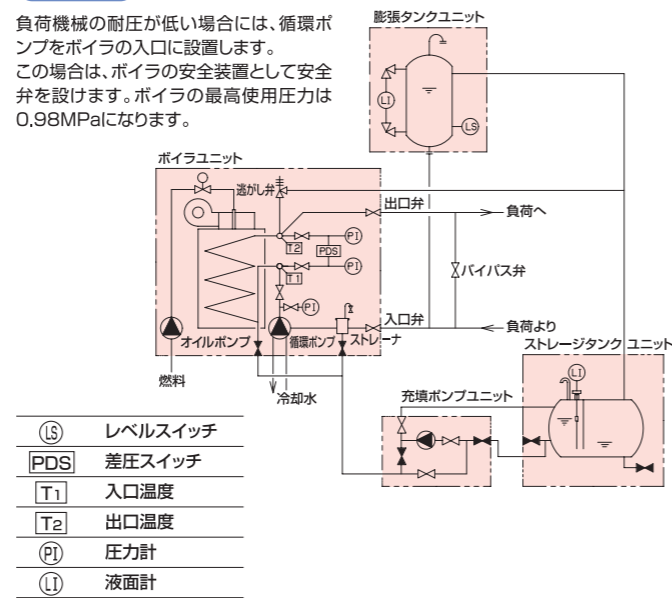 負荷機械の耐圧が低い場合には、循環ポ
ンプをボイラの入口に設置します。
この場合は、ボイラの安全装置として安全
弁を設けます。ボイラの最高使用圧力は
0.98MPaになります。
膨張タンクユニット
LI
LS
ボイラユニット
逃がし弁
出口弁
負荷へ
PI
T2
PDS
PI
T1
バイパス弁
PI
入口弁
負荷より
オイルポンプ
循環ポンプ
ストレーナ
ストレージタンク ユニット
燃料
冷却水
充填ポンプユニット
LI
LS レベルスイッチ
PDS 差圧スイッチ
T1 入口温度
T2 出口温度
PI 圧力計
LI 液面計